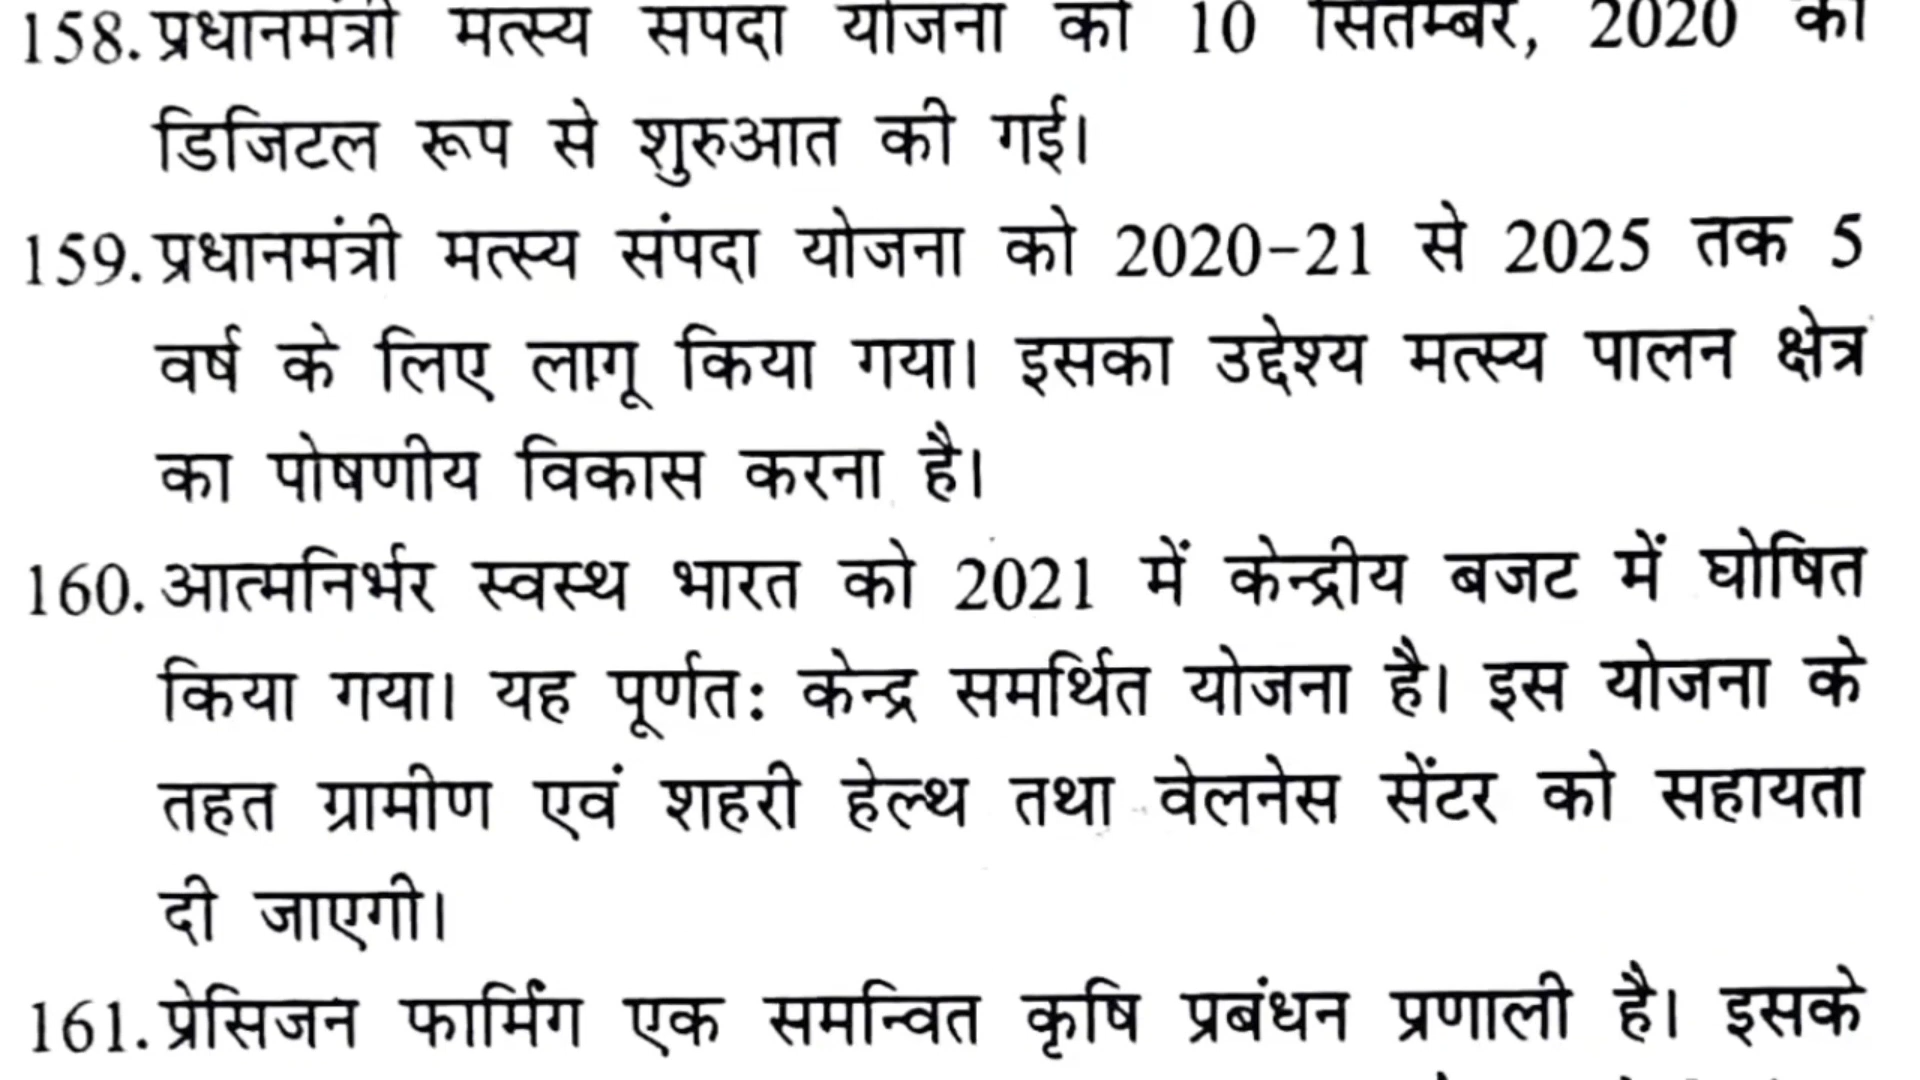 158. प्रधानमंत्री मत्स्य संपदा योजना को 10 सितम्बर, 2020 को
डिजिटल रूप से शुरुआत की गई।
159. प्रधानमंत्री मत्स्य संपदा योजना को 2020-21 से 2025 तक 5
वर्ष के लिए लागू किया गया। इसका उद्देश्य मत्स्य पालन क्षेत्र
का पोषणीय विकास करना है।
160. आत्मनिर्भर स्वस्थ भारत को 2021 में केन्द्रीय बजट में घोषित
किया गया। यह पूर्णत: केन्द्र समर्थित योजना है। इस योजना के
तहत ग्रामीण एवं शहरी हेल्थ तथा वेलनेस सेंटर को सहायता
दी जाएगी।
161. प्रेसिजन फार्मिंग एक समन्वित कृषि प्रबंधन प्रणाली है। इसके